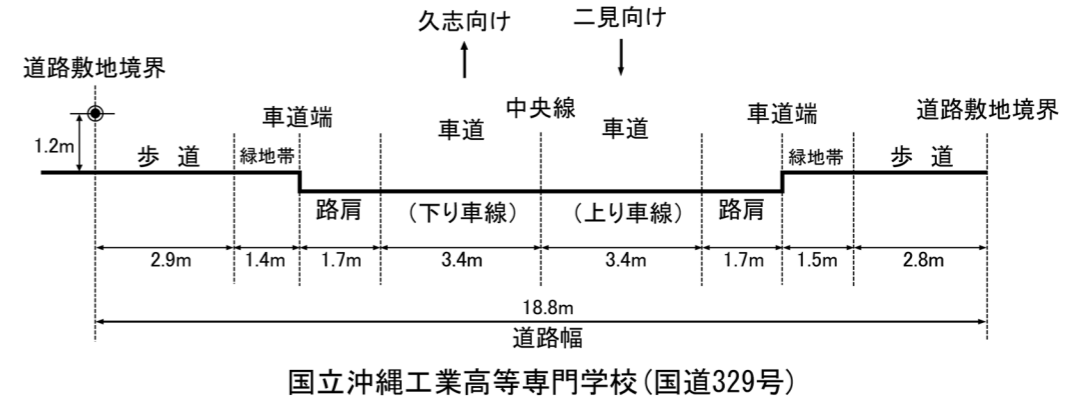 久志向け
二見向け
道路敷地境界
車道端
車道
中央線
車道
車道端
道路敷地境界
1.2m
歩 道
緑地帯
緑地帯
歩 道
路肩
(下り車線)
(上り車線)
路肩
2.9m
1.4m
1.7m
3.4m
3.4m
1.7m
1.5m
2.8m
18.8m
道路幅
国立沖縄工業高等専門学校(国道329号)